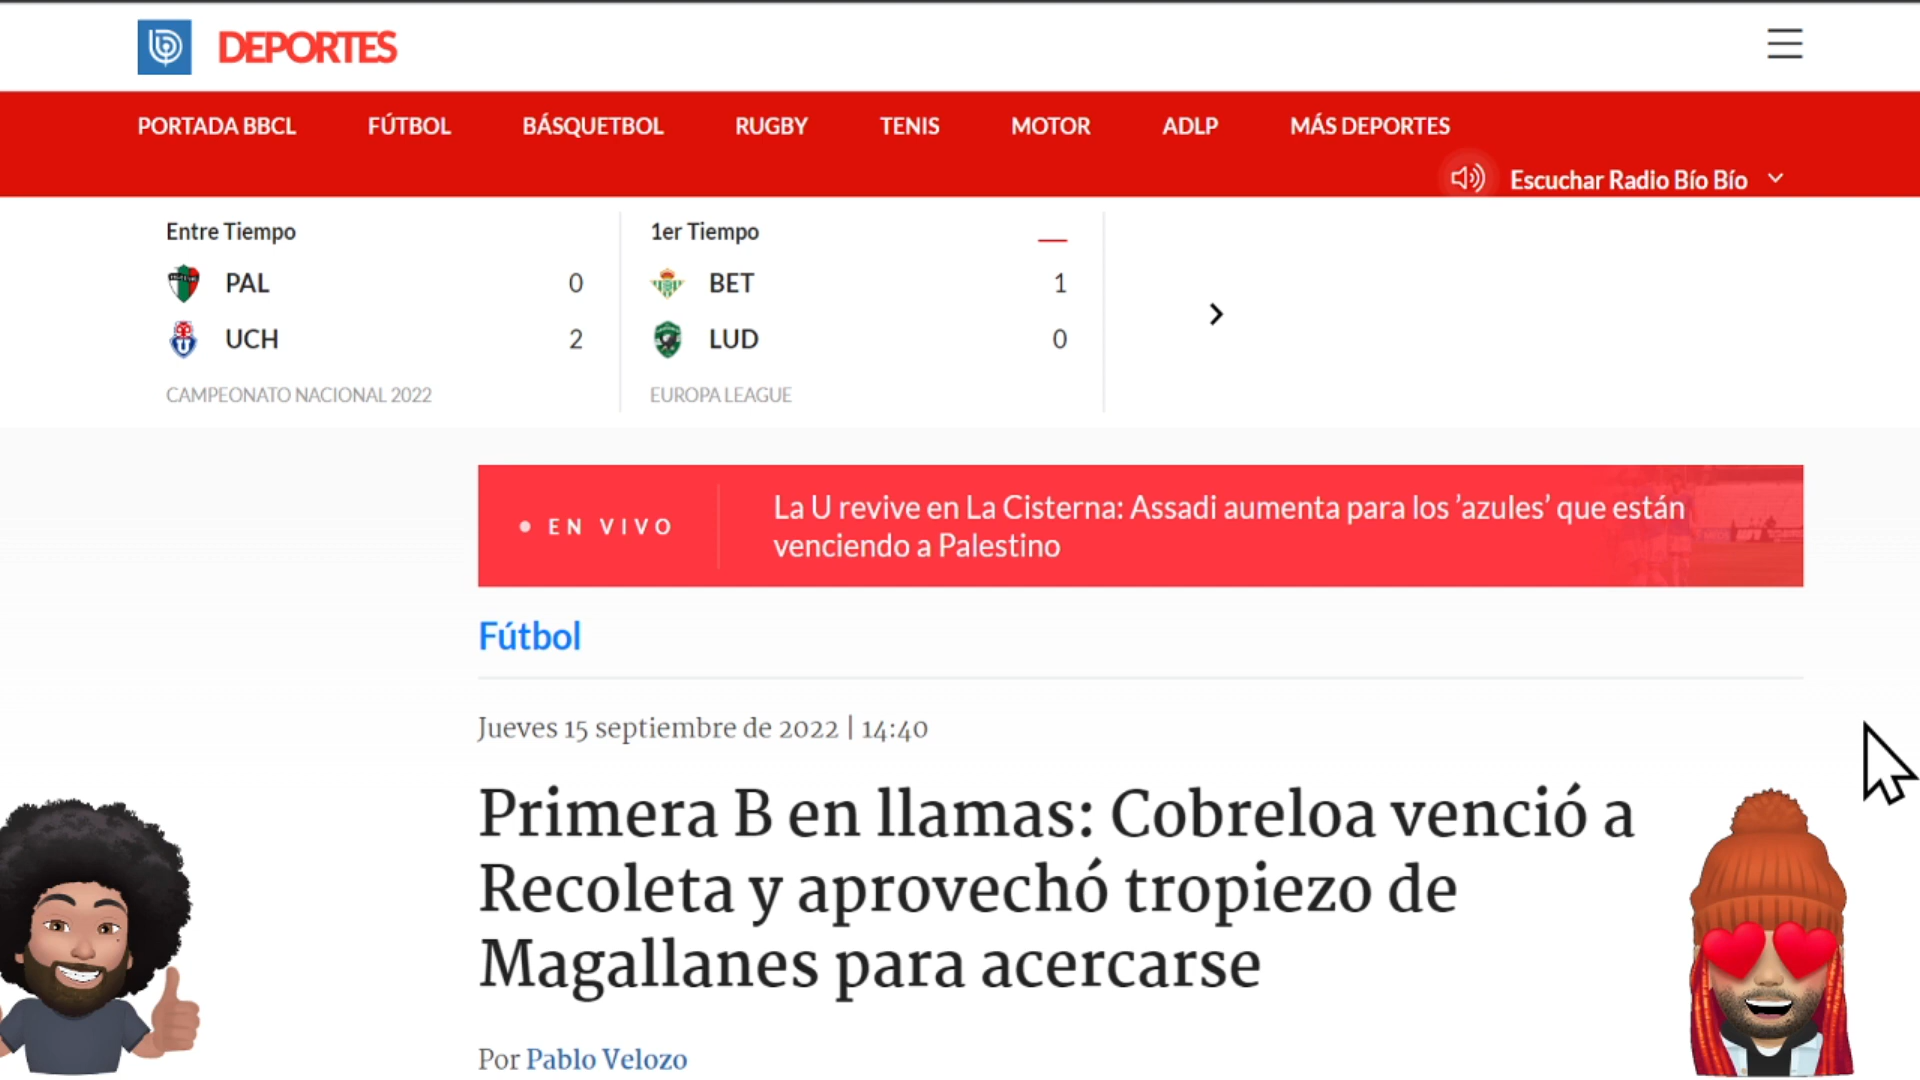 DEPORTES
PORTADA BBCL FÚTBOL BÁSQUETBOL RUGBY TENIS MOTOR ADLP MÁS DEPORTES
Escuchar Radio Bío Bío
Entre Tiempo
PAL 0
UCH 2
CAMPEONATO NACIONAL 2022
1er Tiempo
BET 1
LUD 0
EUROPA LEAGUE
EN VIVO
La U revive en La Cisterna: Assadi aumenta para los 'azules' que están
venciendo a Palestino
Fútbol
Jueves 15 septiembre de 2022 | 14:40
Primera B en llamas: Cobreloa venció a
Recoleta y aprovechó tropiezo de
Magallanes para acercarse
Por Pablo Velozo